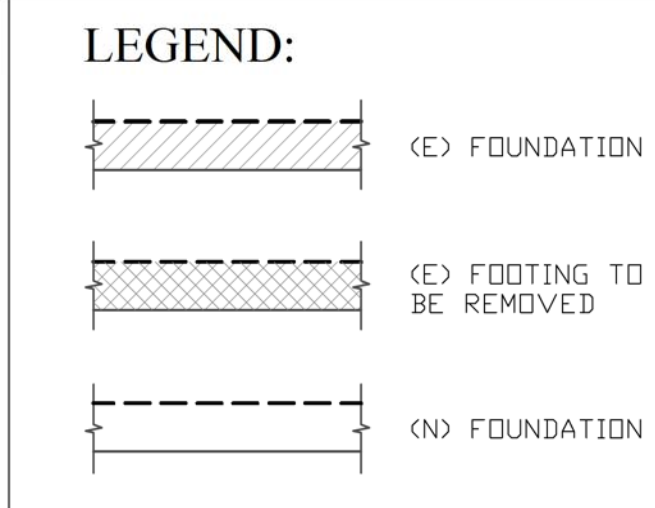 LEGEND:
(E) FOUNDATION
(E) FOOTING TO
BE REMOVED
(N) FOUNDATION